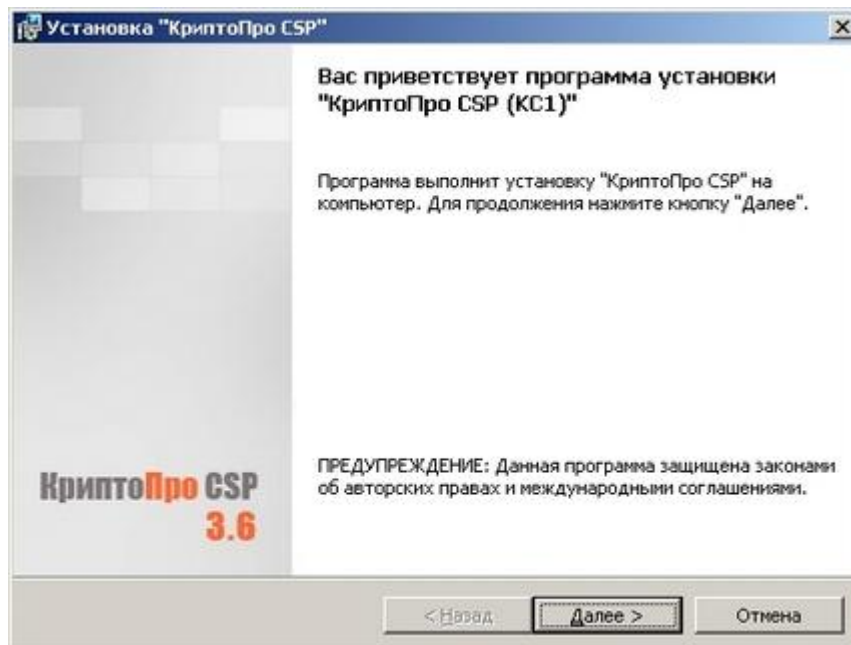 Установка "КриптоПро CSP"
Вас приветствует программа установки
"КриптоПро CSP (КС1)"
Программа выполнит установку "КриптоПро CSP" на
компьютер. Для продолжения нажмите кнопку "Далее".
ПРЕДУПРЕЖДЕНИЕ: Данная программа защищена законами
об авторских правах и международными соглашениями.
КриптоПро CSP
3.6
< Назад
Далее >
Отмена